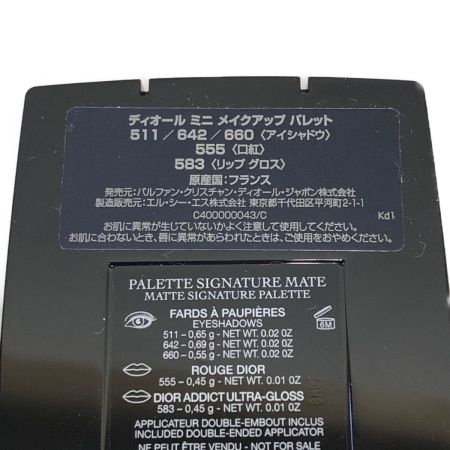 ディオール ミニ メイクアップ パレット
511/642/660〈アイシャドウ〉
555〈口紅〉
583〈リップ グロス〉
原産国:フランス
発売元:パルファン・クリスチャン・ディオール・ジャポン株式会社
製造販売元:エル・シー・エス株式会社 東京都千代田区平河町2-1-1
C400000043/C Kd1
お肌に異常が生じていないかよく注意して使用してください。
お肌に合わないとき、唇に異常があらわれたときは、ご使用をおやめください。
PALETTE SIGNATURE MATE
MATTE SIGNATURE PALETTE
FARDS À PAUPIÈRES
EYESHADOWS
6M
511 - 0,65 g - NET WT. 0.02 OZ
642 - 0,69 g - NET WT. 0.02 OZ
660 - 0,55 g - NET WT. 0.02 OZ
ROUGE DIOR
555 - 0,45 g - NET WT. 0.01 OZ
DIOR ADDICT ULTRA-GLOSS
583 - 0,45 g - NET WT. 0.01 OZ
APPLICATEUR DOUBLE-EMBOUT INCLUS
INCLUDED DOUBLE-ENDED APPLICATOR
NE PEUT ÊTRE VENDU - NOT FOR SALE